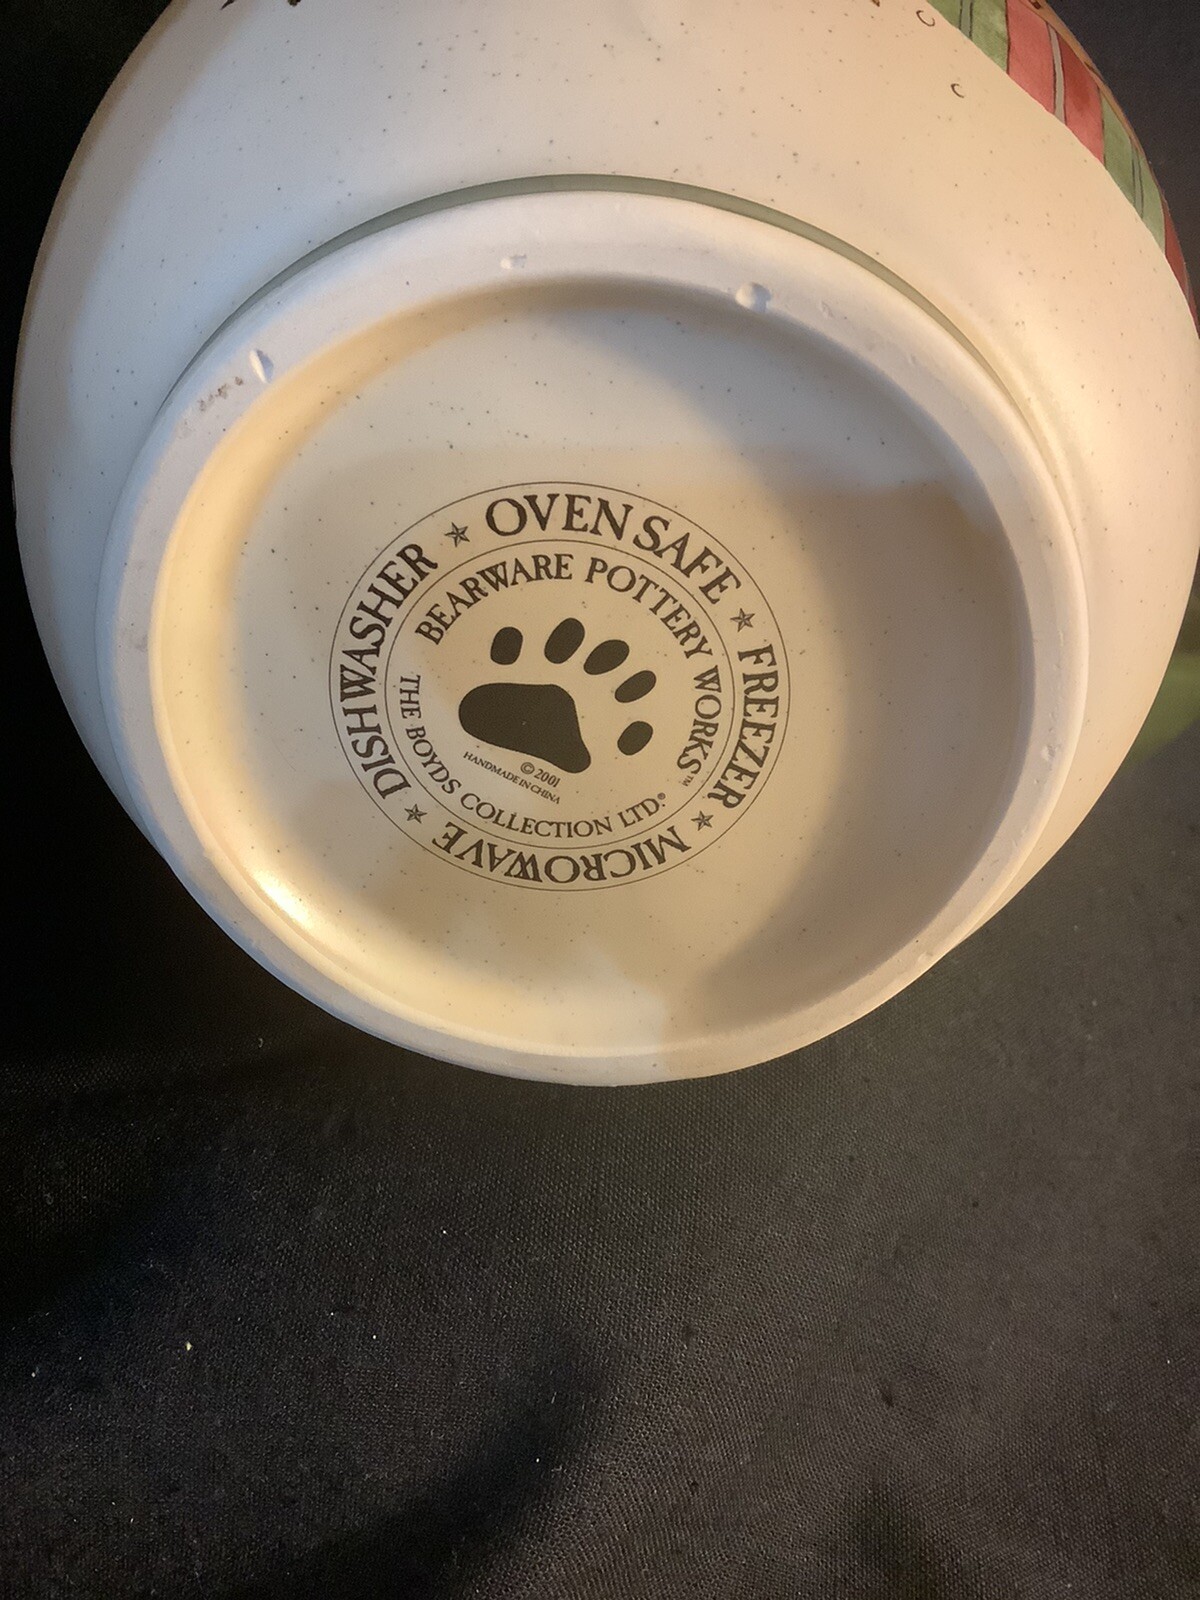 OVEN SAFE ★ FREEZER ★ MICROWAVE ★ DISHWASHER ★
BEARWARE POTTERY WORKS™
© 2001
HANDMADE IN CHINA
THE BOYDS COLLECTION LTD.®